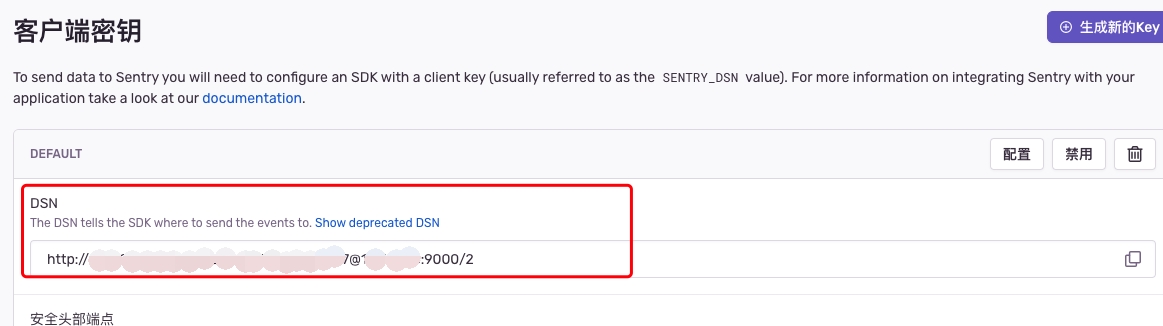 客户端密钥
生成新的Key
To send data to Sentry you will need to configure an SDK with a client key (usually referred to as the SENTRY_DSN value). For more information on integrating Sentry with your
application take a look at our documentation.
DEFAULT
配置
禁用
DSN
The DSN tells the SDK where to send the events to. Show deprecated DSN
http:// 7@1 :9000/2
安全头部端点